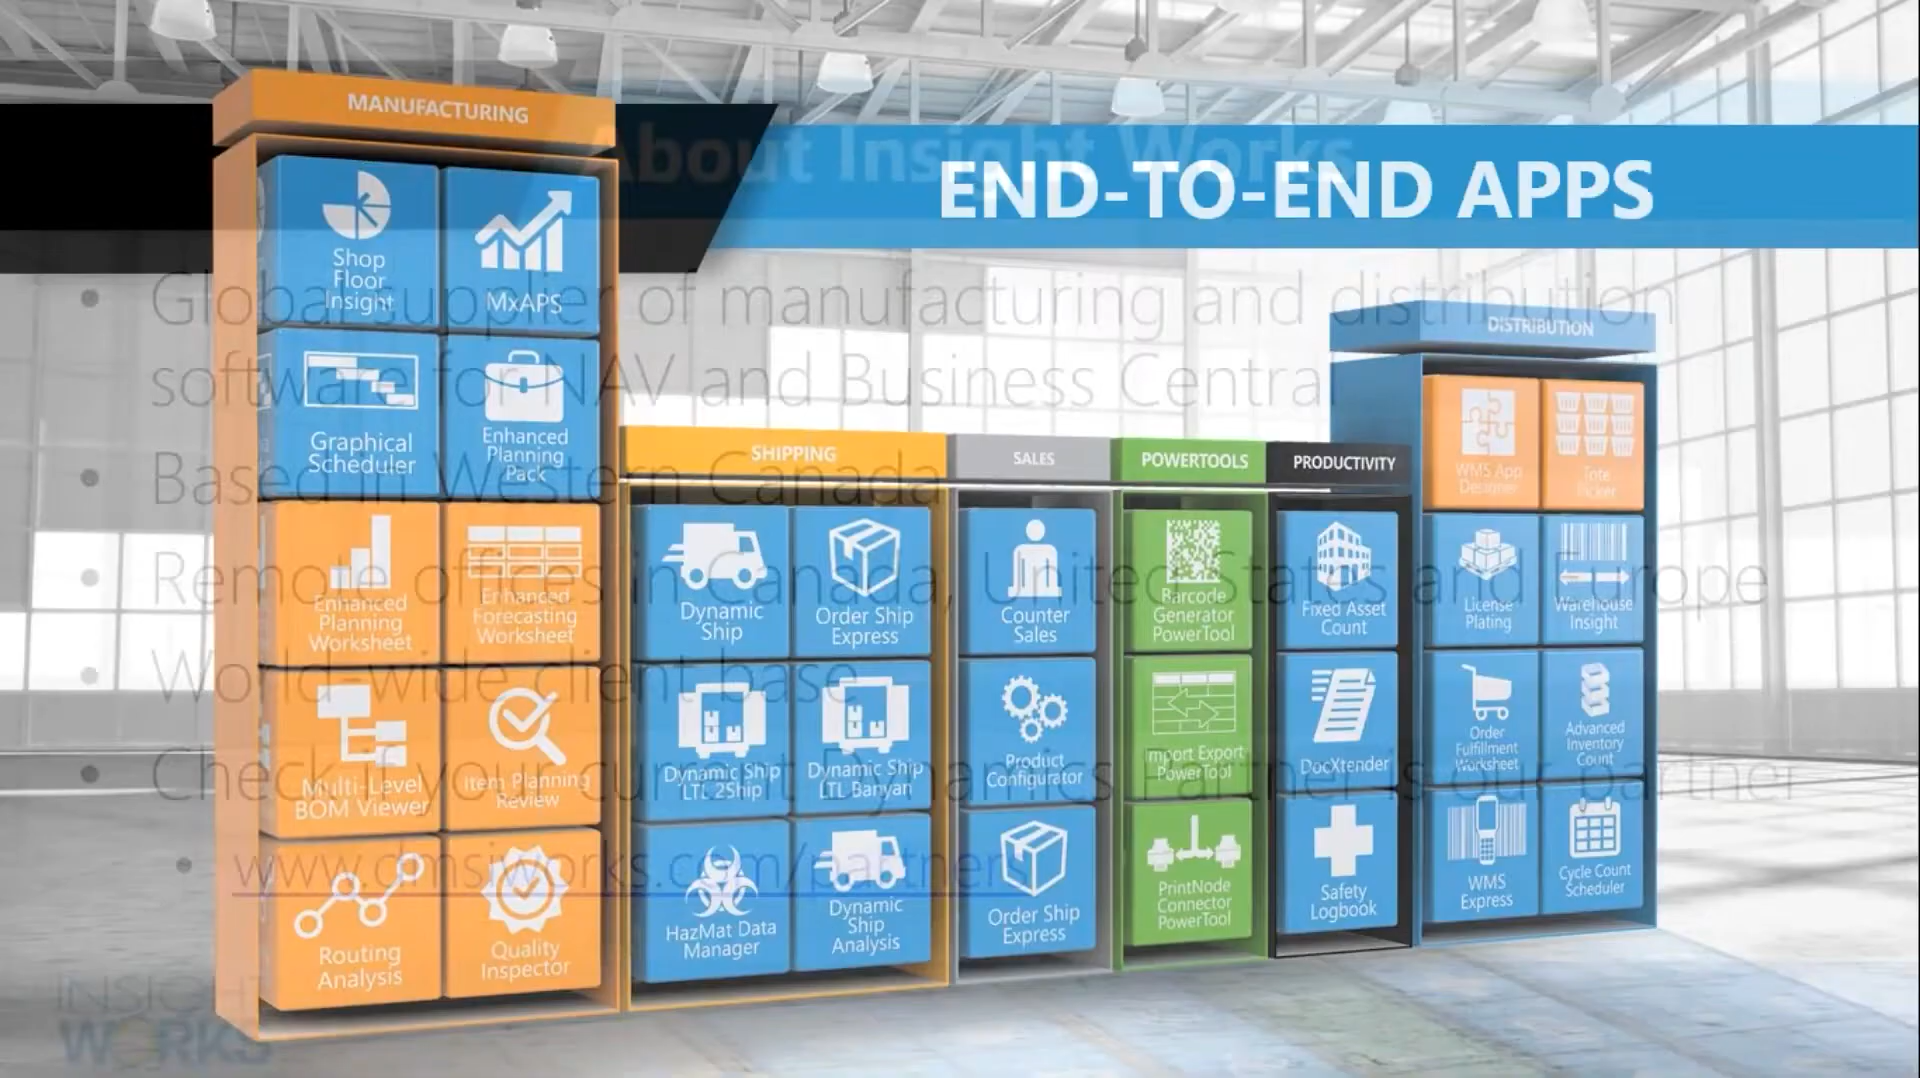 MANUFACTURING
About Insight Works
END-TO-END APPS
Shop
Floor
Insight
MxAPS
Global supplier of manufacturing and distribution
software for NAV and Business Central
DISTRIBUTION
Graphical
Scheduler
Enhanced
Planning
Pack
SHIPPING
SALES
POWERTOOLS
PRODUCTIVITY
WMS App
Designer
Tote
Picker
Based in Western Canada
Enhanced
Planning
Worksheet
Enhanced
Forecasting
Worksheet
Remote offices in Canada, United States and Europe
Dynamic
Ship
Order Ship
Express
Counter
Sales
Barcode
Generator
PowerTool
Fixed Asset
Count
License
Plating
Warehouse
Insight
World-wide client base
Multi-Level
BOM Viewer
Item Planning
Review
Dynamic Ship
LTL 2Ship
Dynamic Ship
LTL Banyan
Product
Configurator
Import Export
PowerTool
DocXtender
Order
Fulfillment
Worksheet
Advanced
Inventory
Count
Check if your current Dynamics Partner is our partner
www.dmsiworks.com/partners
Routing
Analysis
Quality
Inspector
HazMat Data
Manager
Dynamic
Ship
Analysis
Order Ship
Express
PrintNode
Connector
PowerTool
Safety
Logbook
WMS
Express
Cycle Count
Scheduler
INSIGHT
WORKS